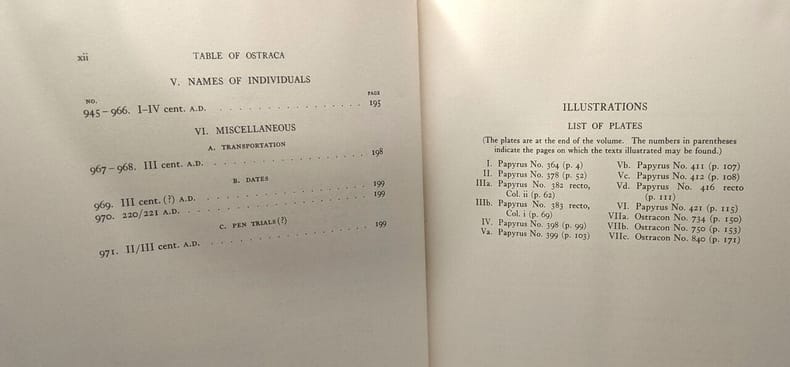 xii
TABLE OF OSTRACA
V. NAMES OF INDIVIDUALS
NO.
PAGE
945–966. I–IV cent. A.D. . . . . . . . . . . . . . . . . 195
VI. MISCELLANEOUS
A. TRANSPORTATION
967–968. III cent. A.D. . . . . . . . . . . . . . . . . 198
B. DATES
969. III cent. (?) A.D. . . . . . . . . . . . . . . . . 199
970. 220/221 A.D. . . . . . . . . . . . . . . . . 199
C. PEN TRIALS (?)
971. II/III cent. A.D. . . . . . . . . . . . . . . . . 199
ILLUSTRATIONS
LIST OF PLATES
(The plates are at the end of the volume. The numbers in parentheses
indicate the pages on which the texts illustrated may be found.)
I. Papyrus No. 364 (p. 4)
II. Papyrus No. 378 (p. 52)
IIIa. Papyrus No. 382 recto,
Col. ii (p. 62)
IIIb. Papyrus No. 383 recto,
Col. i (p. 69)
IV. Papyrus No. 398 (p. 99)
Va. Papyrus No. 399 (p. 103)
Vb. Papyrus No. 411 (p. 107)
Vc. Papyrus No. 412 (p. 108)
Vd. Papyrus No. 416 recto
(p. 111)
VI. Papyrus No. 421 (p. 115)
VIIa. Ostracon No. 734 (p. 150)
VIIb. Ostracon No. 750 (p. 153)
VIIc. Ostracon No. 840 (p. 171)